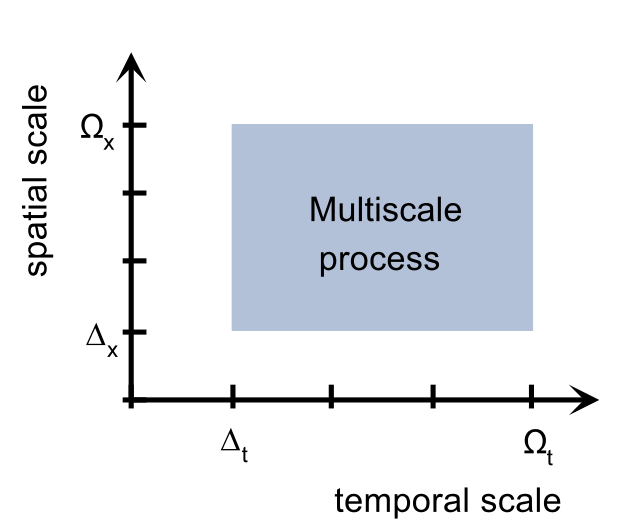 spatial scale
Ωx
Multiscale
process
Δx
Δt
Ωt
temporal scale